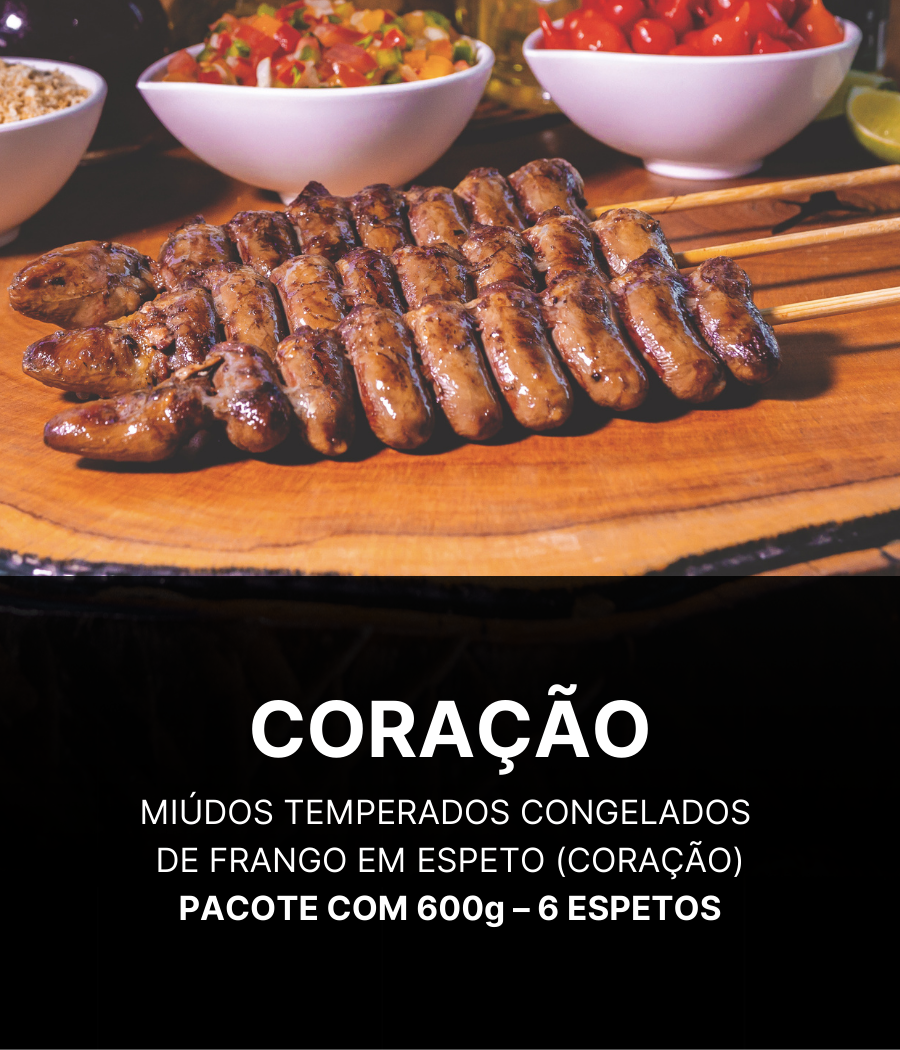 CORAÇÃO
MIÚDOS TEMPERADOS CONGELADOS
DE FRANGO EM ESPETO (CORAÇÃO)
PACOTE COM 600g – 6 ESPETOS